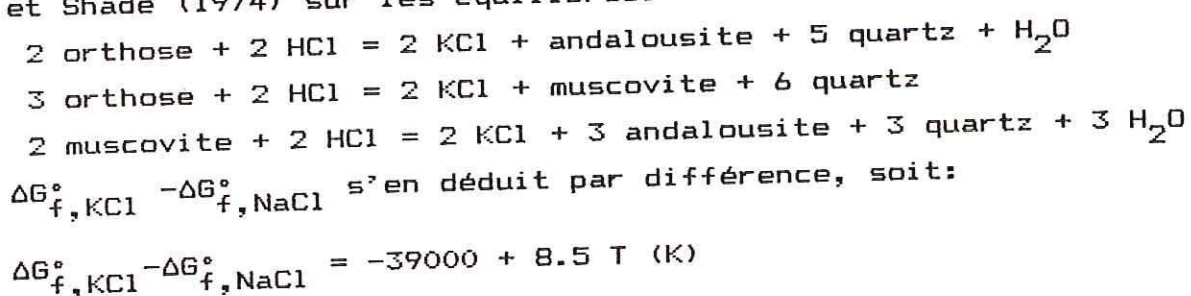 et Shade (1974) sur les équilibres
2 orthose + 2 HCl = 2 KCl + andalousite + 5 quartz + H₂O
3 orthose + 2 HCl = 2 KCl + muscovite + 6 quartz
2 muscovite + 2 HCl = 2 KCl + 3 andalousite + 3 quartz + 3 H₂O
ΔG°f,KCl -ΔG°f,NaCl s'en déduit par différence, soit:
ΔG°f,KCl-ΔG°f,NaCl = -39000 + 8.5 T (K)